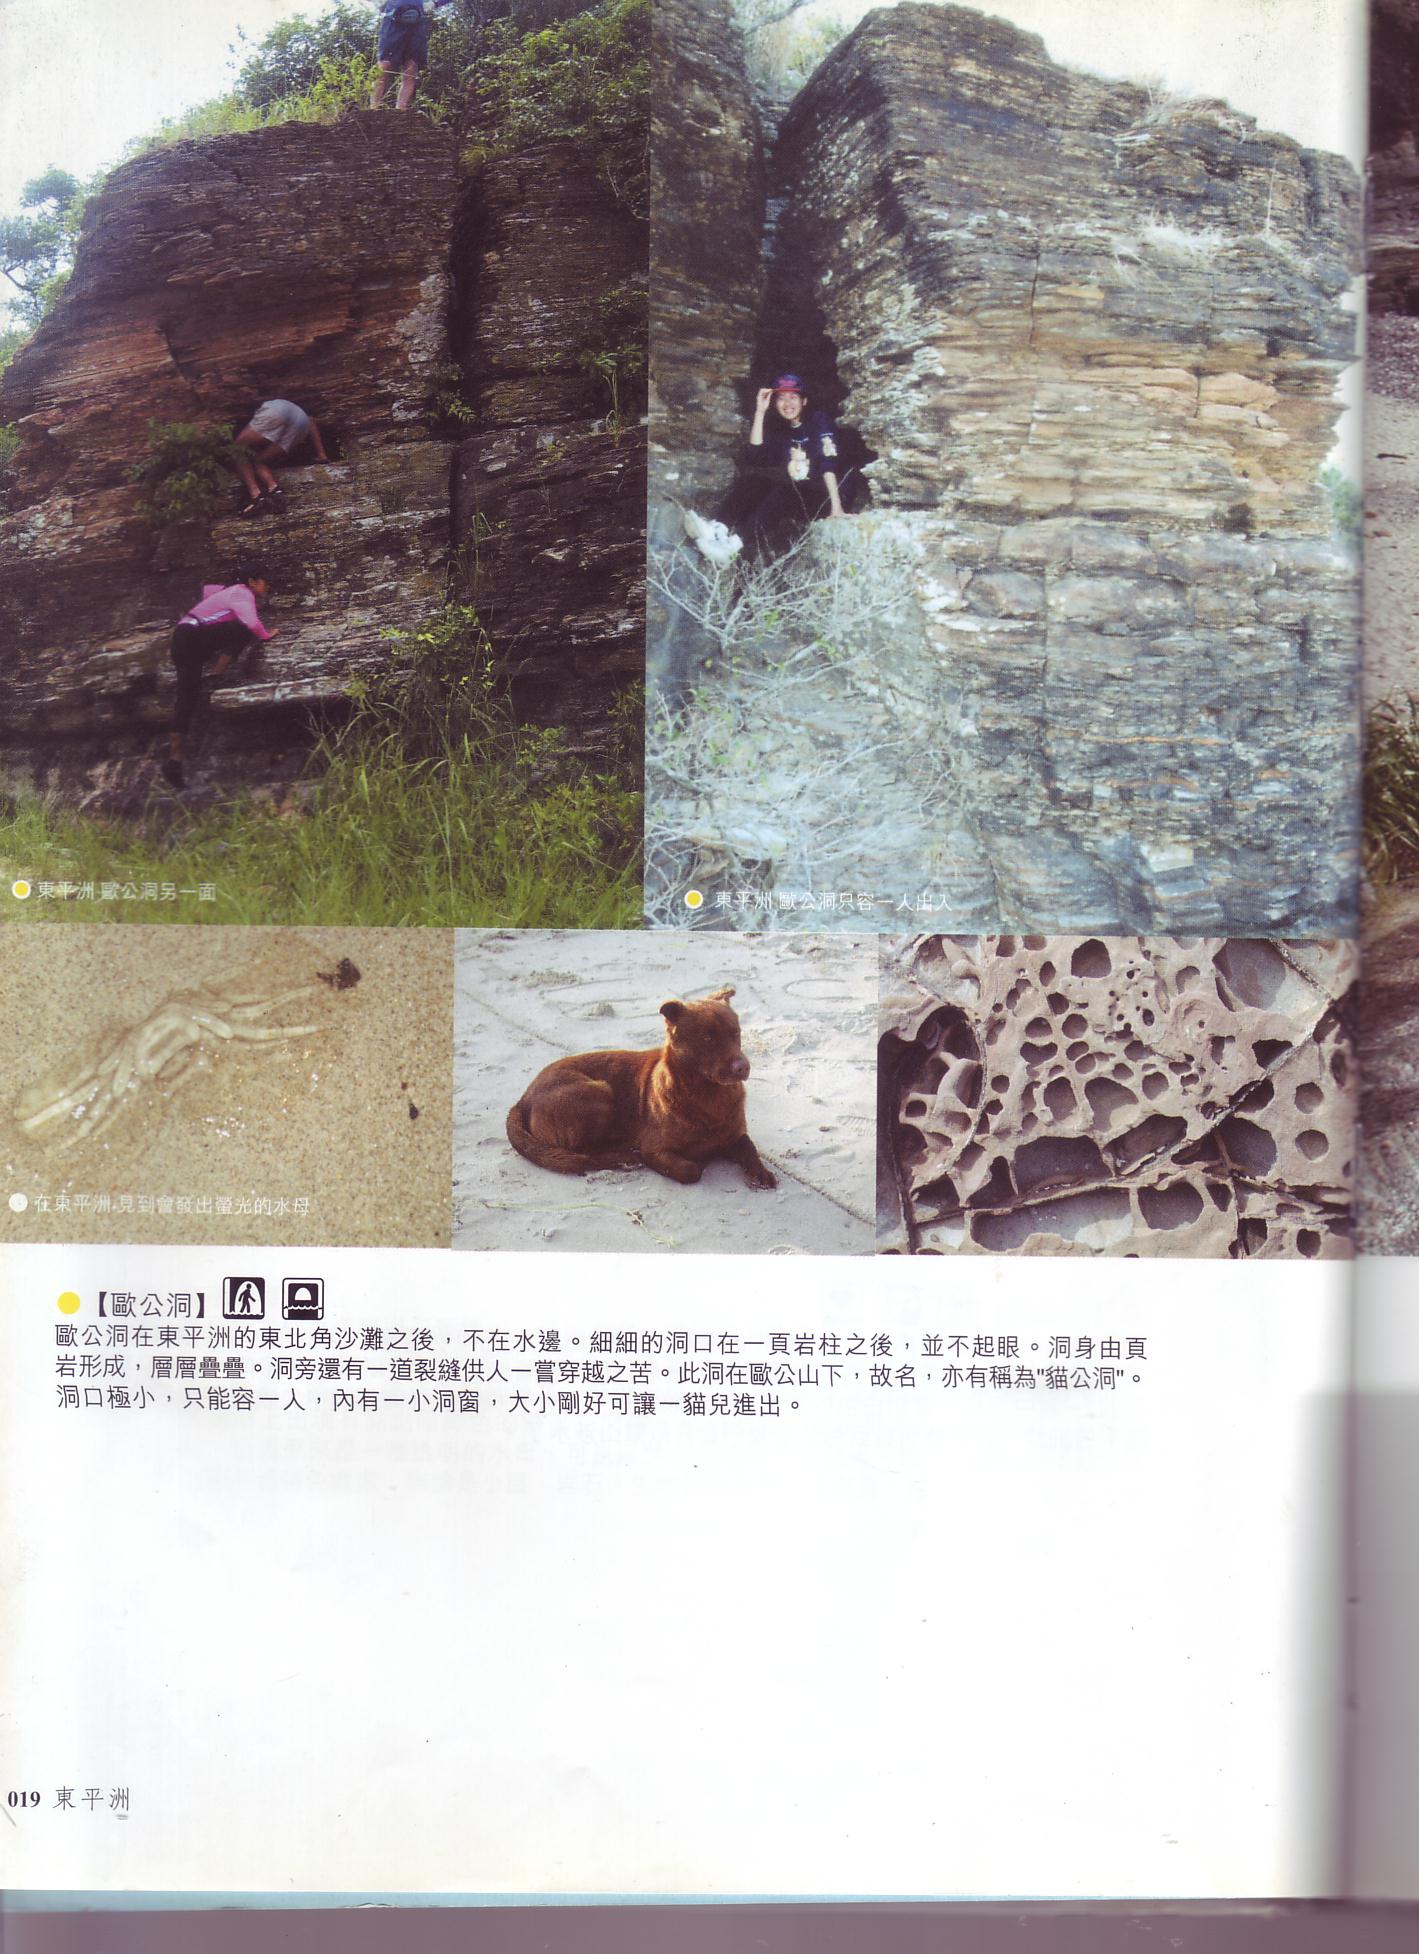 東平洲 歐公洞另一面
東平洲 歐公洞只容一人出入
在東平洲,見到會發出螢光的水母
【歐公洞】
歐公洞在東平洲的東北角沙灘之後，不在水邊。細細的洞口在一頁岩柱之後，並不起眼。洞身由頁
岩形成，層層疊疊。洞旁還有一道裂縫供人一嘗穿越之苦。此洞在歐公山下，故名，亦有稱為"貓公洞"。
洞口極小，只能容一人，內有一小洞窗，大小剛好可讓一貓兒進出。
019 東平洲